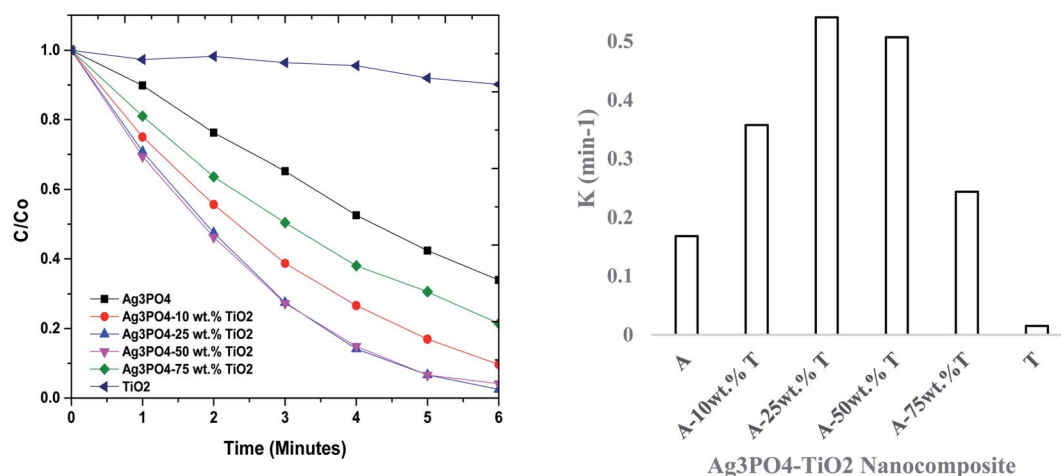 1.0
0.8
0.6
0.4
0.2
0.0
C/Co
Ag3PO4
Ag3PO4-10 wt.% TiO2
Ag3PO4-25 wt.% TiO2
Ag3PO4-50 wt.% TiO2
Ag3PO4-75 wt.% TiO2
TiO2
0 1 2 3 4 5 6
Time (Minutes)
0.5
0.4
0.3
0.2
0.1
0
K (min-1)
A
A-10wt.% T
A-25wt.% T
A-50wt.% T
A-75wt.%T
T
Ag3PO4-TiO2 Nanocomposite